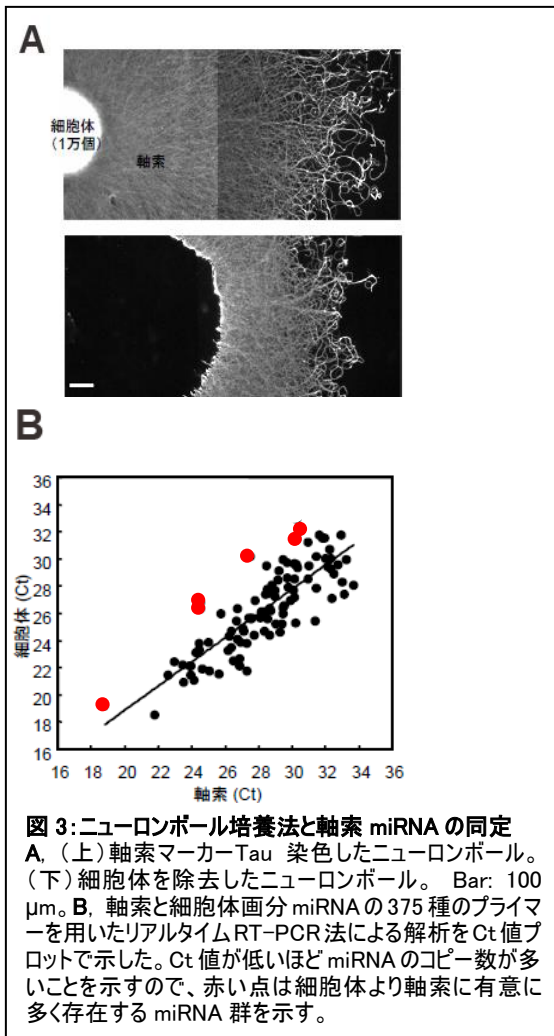 A
細胞体
(1万個)
軸索
B
36
34
32
30
28
26
24
22
20
18
16
細胞体 (Ct)
16 18 20 22 24 26 28 30 32 34 36
軸索 (Ct)
図 3:ニューロンボール培養法と軸索 miRNA の同定
A, (上)軸索マーカーTau 染色したニューロンボール。
(下)細胞体を除去したニューロンボール。 Bar: 100
μm。B, 軸索と細胞体画分 miRNA の 375 種のプライマ
ーを用いたリアルタイム RT-PCR 法による解析を Ct 値プ
ロットで示した。Ct 値が低いほど miRNA のコピー数が多
いことを示すので、赤い点は細胞体より軸索に有意に
多く存在する miRNA 群を示す。